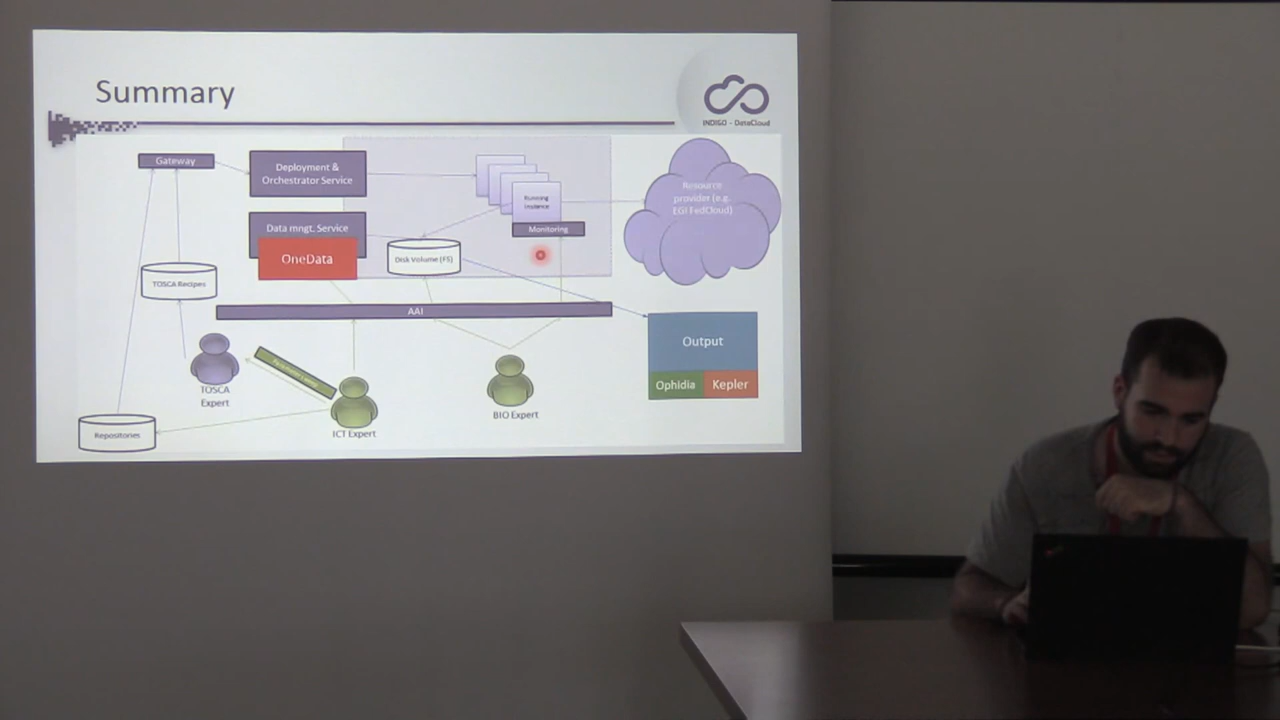 Summary
INDIGO - DataCloud
Gateway
Deployment &
Orchestrator Service
Running
Instance
Resource
provider (e.g.
EGI FedCloud)
Data mngt. Service
Monitoring
OneData
Disk Volume (FS)
TOSCA Recipes
AAI
Output
Ophidia
Kepler
TOSCA
Expert
BIO Expert
ICT Expert
Repositories